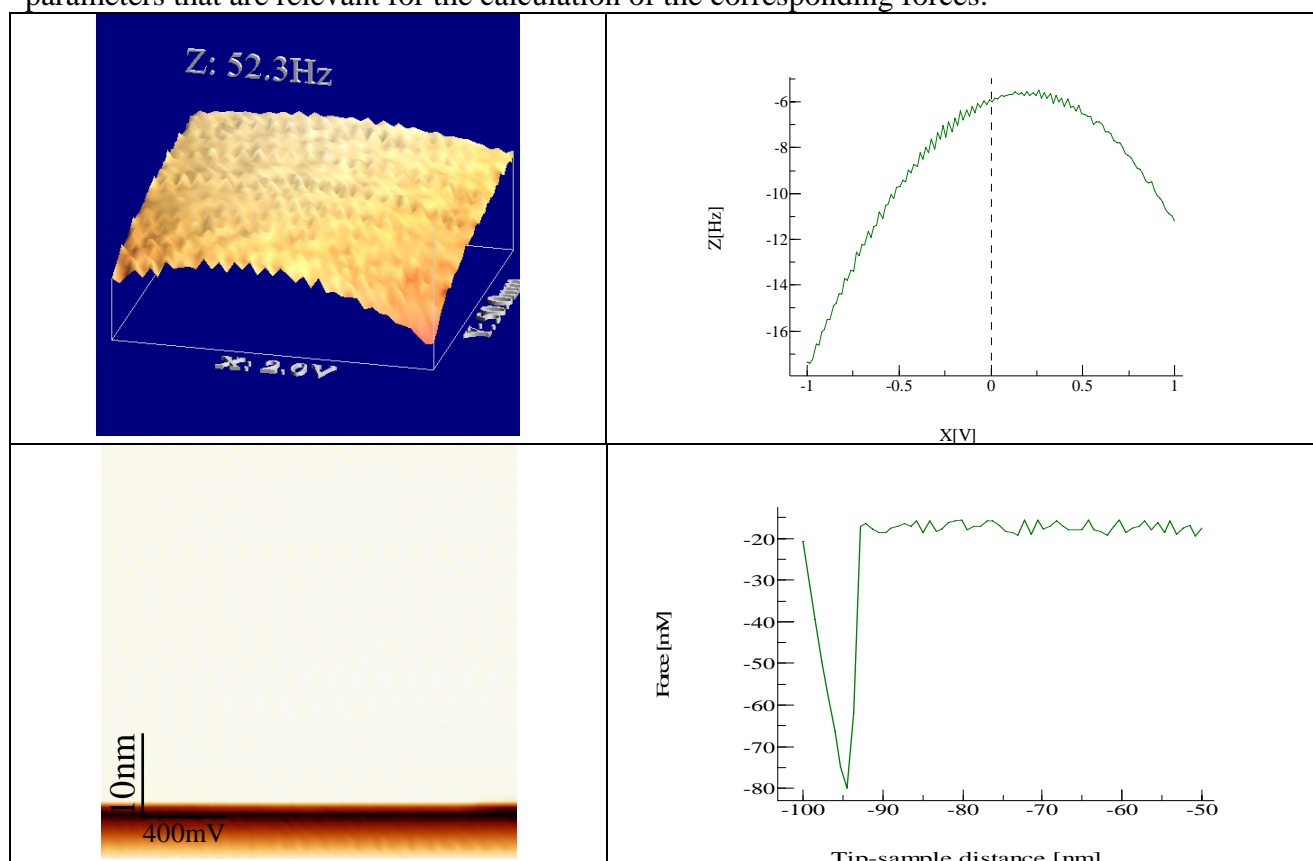 parameters that are relevant for the calculation of the corresponding forces.
Z: 52.3Hz
X: 2.0V
Z[Hz]
-6
-8
-10
-12
-14
-16
-1
-0.5
0
0.5
1
X[V]
10nm
400mV
Force[mV]
-20
-30
-40
-50
-60
-70
-80
-100
-90
-80
-70
-60
-50
Tip-sample distance [nm]